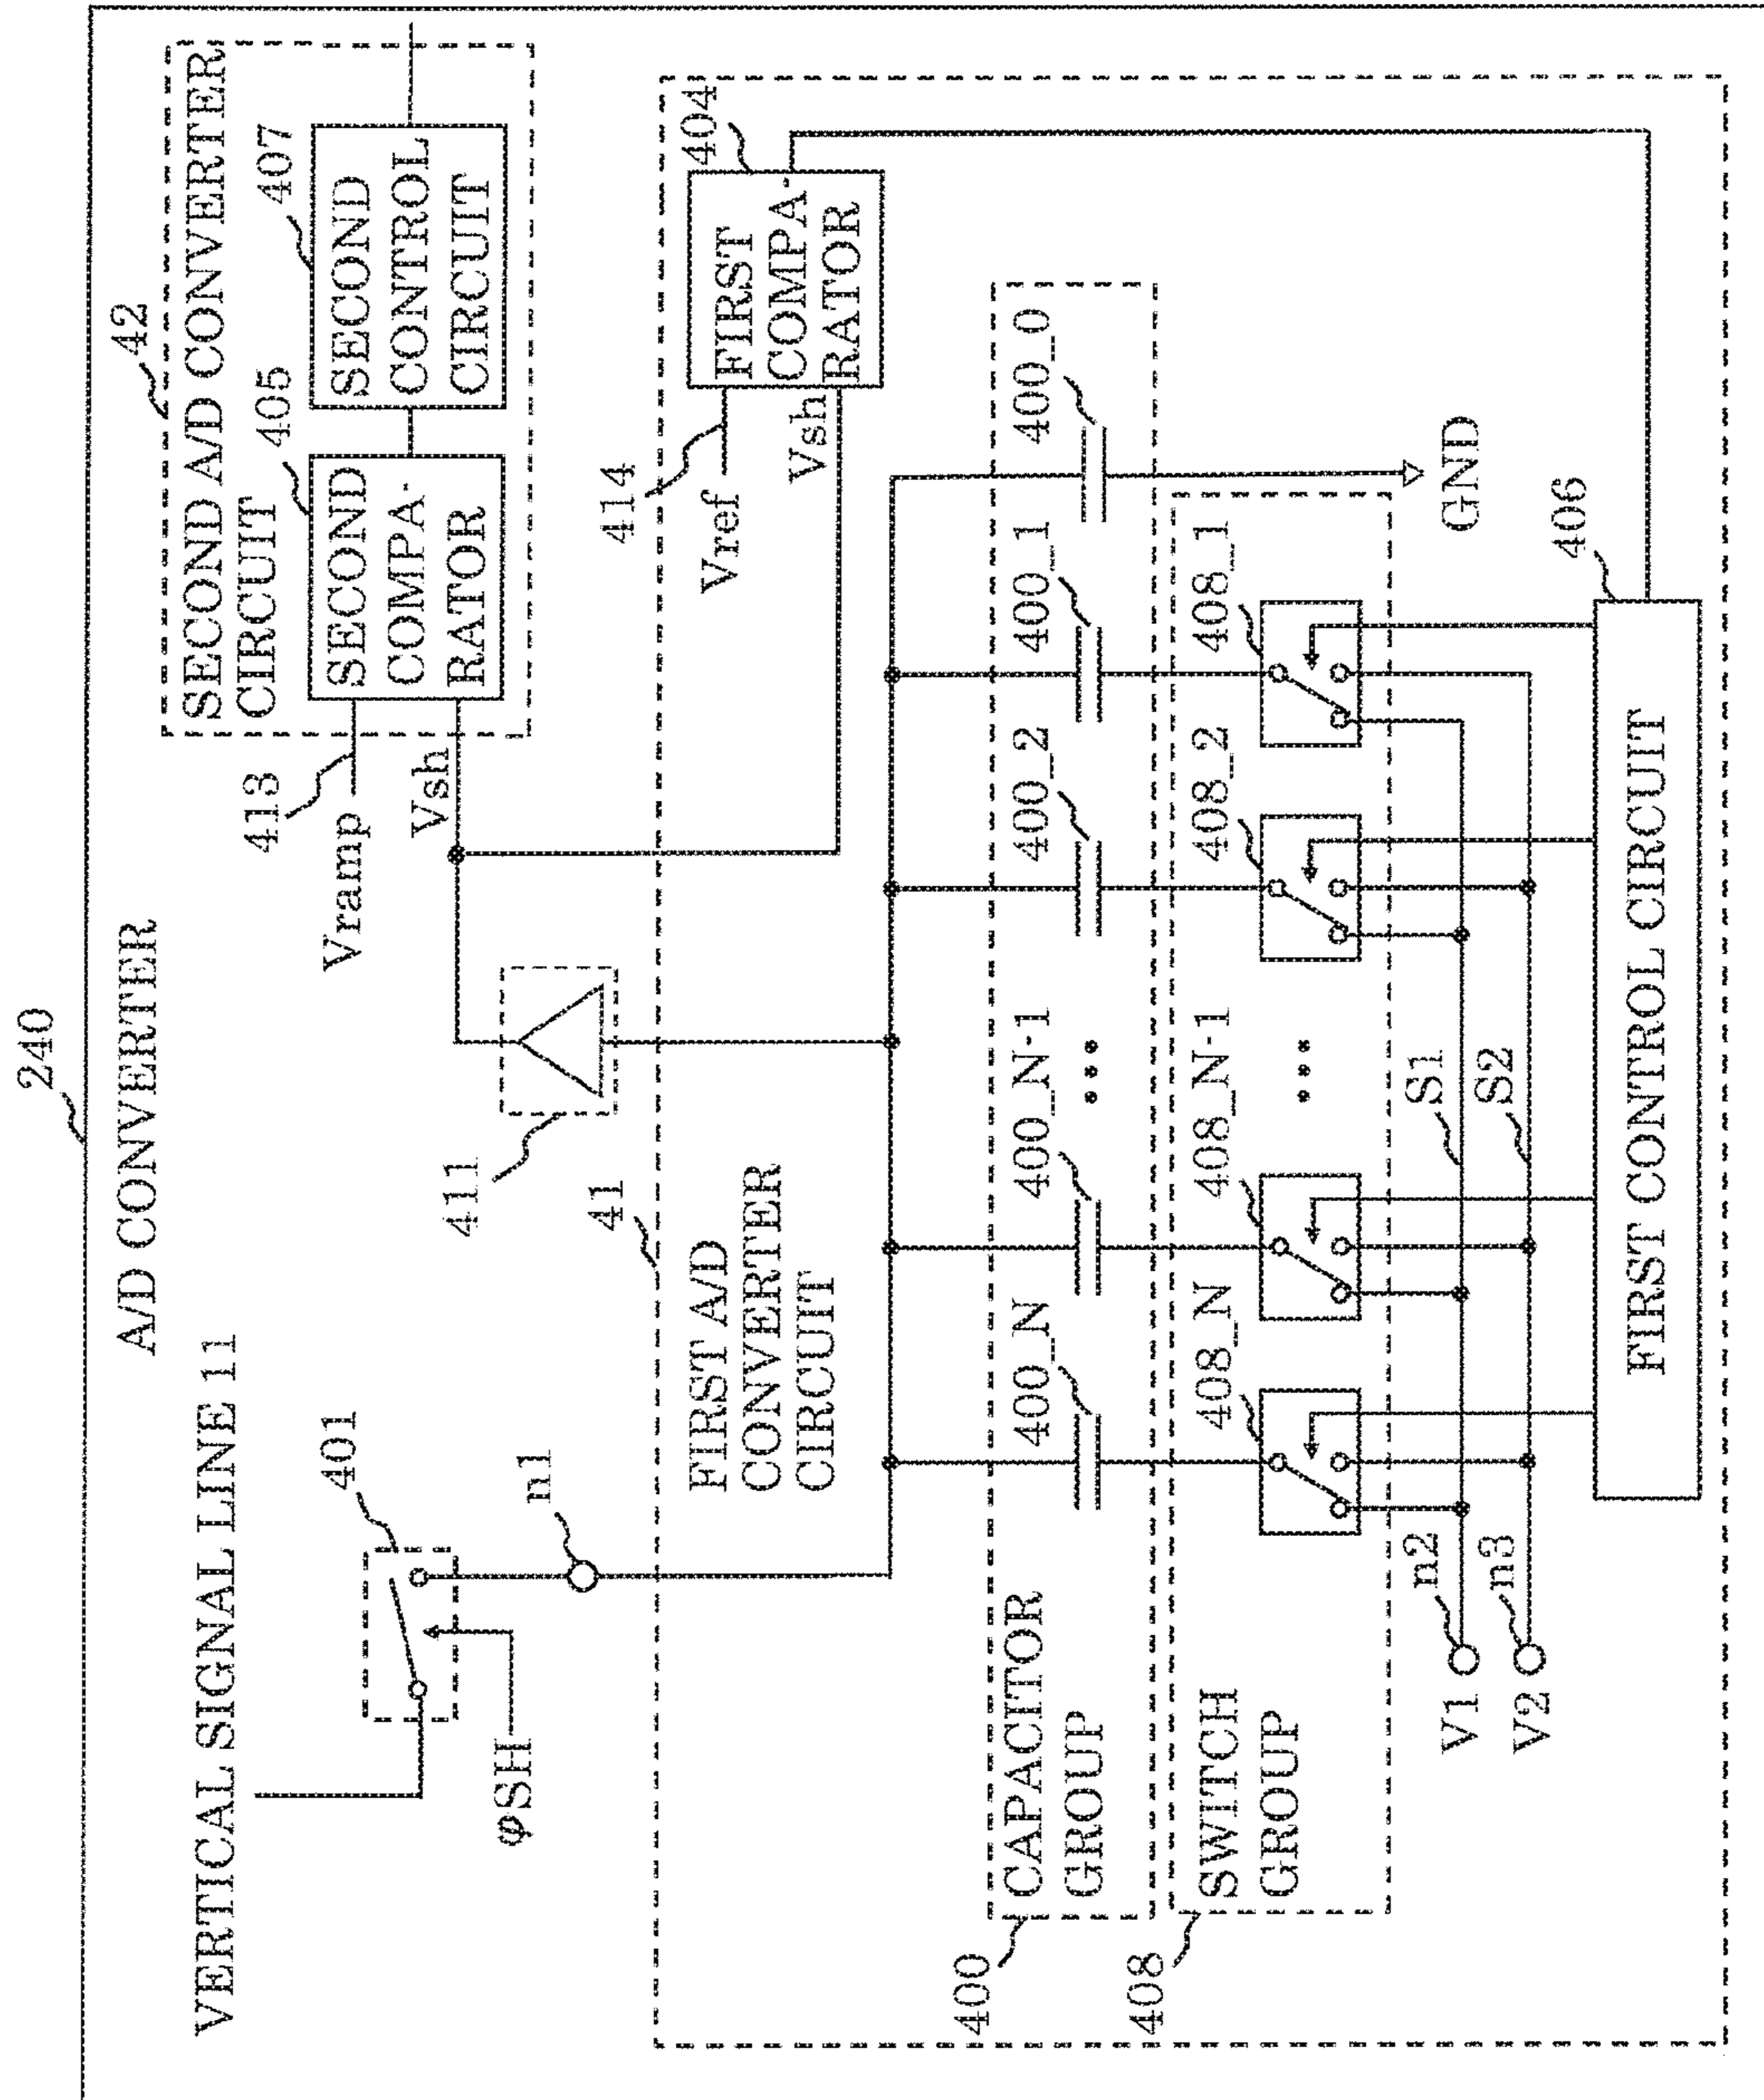 240
A/D CONVERTER
VERTICAL SIGNAL LINE 11
401
φSH
n1
411
Vramp
413
Vsh
42
SECOND A/D CONVERTER
CIRCUIT
405
SECOND
COMPA-
RATOR
407
SECOND
CONTROL
CIRCUIT
41
FIRST A/D
CONVERTER
CIRCUIT
414
Vref
Vsh
404
FIRST
COMPA-
RATOR
400
CAPACITOR
GROUP
400_N
400_N-1
400_2
400_1
400_0
408
SWITCH
GROUP
408_N
408_N-1
408_2
408_1
GND
V1
n2
S1
V2
n3
S2
406
FIRST CONTROL CIRCUIT